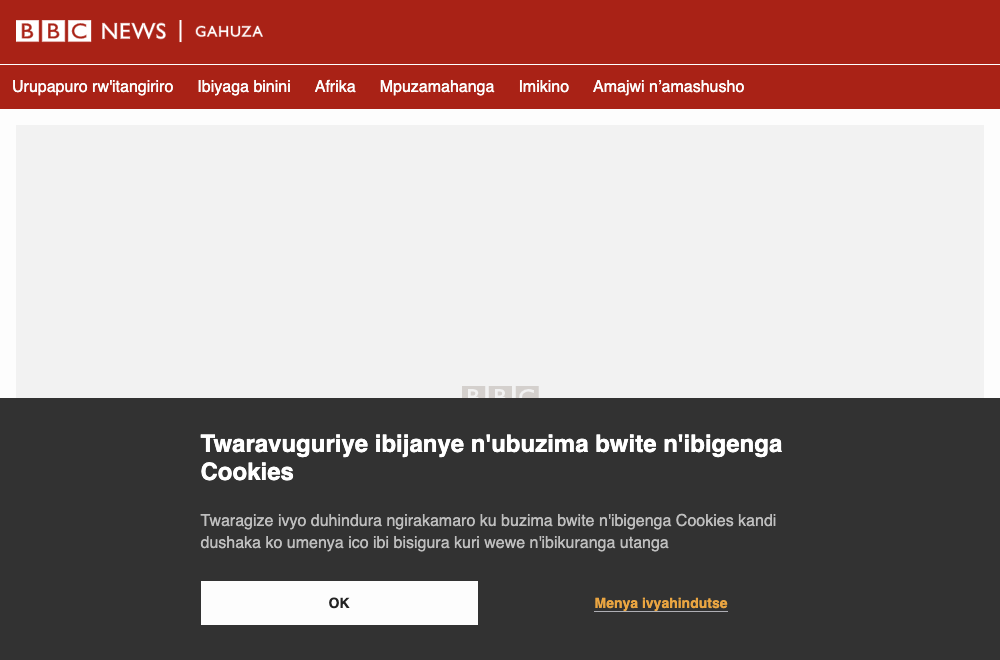 BBC NEWS | GAHUZA
Urupapuro rw'itangiriro Ibiyaga binini Afrika Mpuzamahanga Imikino Amajwi n’amashusho
BBC
Twaravuguriye ibijanye n'ubuzima bwite n'ibigenga
Cookies
Twaragize ivyo duhindura ngirakamaro ku buzima bwite n'ibigenga Cookies kandi
dushaka ko umenya ico ibi bisigura kuri wewe n'ibikuranga utanga
OK Menya ivyahindutse